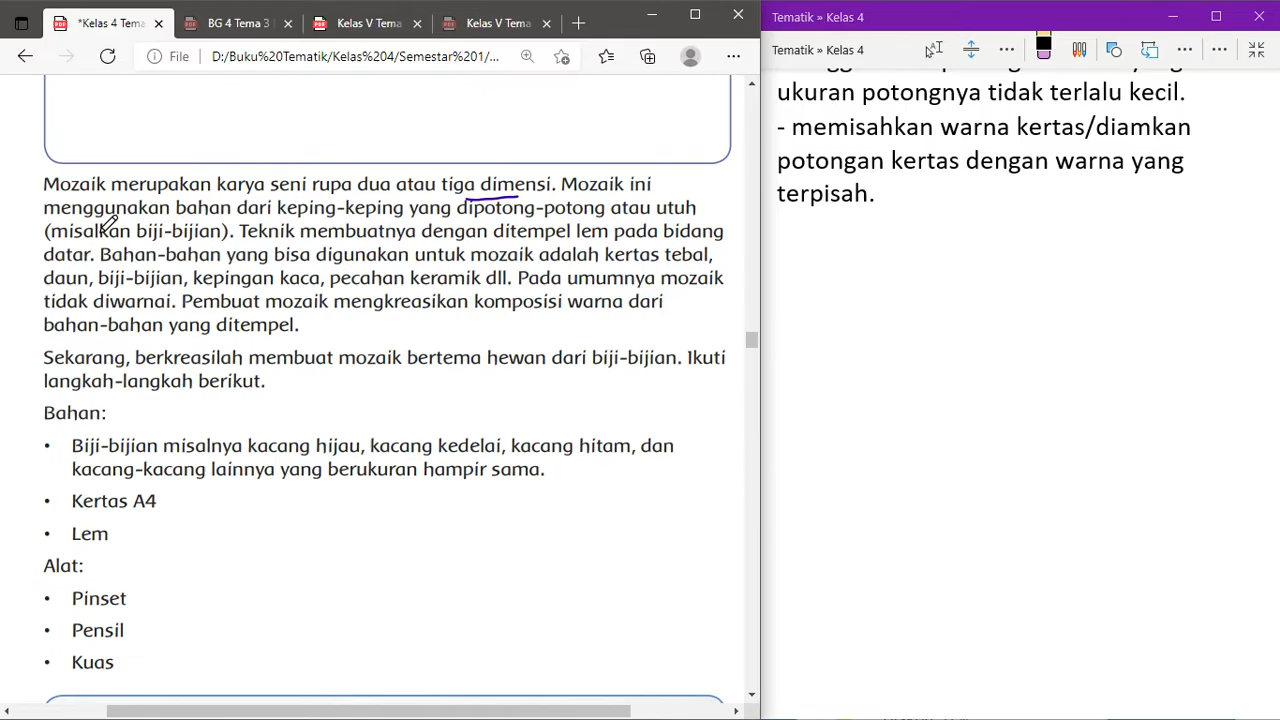 *Kelas 4 Tema
BG 4 Tema 3
Kelas V Tema
Kelas V Tema
File
D:/Buku%20Tematik/Kelas%204/Semestar%201/...
Mozaik merupakan karya seni rupa dua atau tiga dimensi. Mozaik ini
menggunakan bahan dari keping-keping yang dipotong-potong atau utuh
(misalkan biji-bijian). Teknik membuatnya dengan ditempel lem pada bidang
datar. Bahan-bahan yang bisa digunakan untuk mozaik adalah kertas tebal,
daun, biji-bijian, kepingan kaca, pecahan keramik dll. Pada umumnya mozaik
tidak diwarnai. Pembuat mozaik mengkreasikan komposisi warna dari
bahan-bahan yang ditempel.
Sekarang, berkreasilah membuat mozaik bertema hewan dari biji-bijian. Ikuti
langkah-langkah berikut.
Bahan:
• Biji-bijian misalnya kacang hijau, kacang kedelai, kacang hitam, dan
kacang-kacang lainnya yang berukuran hampir sama.
• Kertas A4
• Lem
Alat:
• Pinset
• Pensil
• Kuas
Tematik » Kelas 4
Tematik » Kelas 4
ukuran potongnya tidak terlalu kecil.
- memisahkan warna kertas/diamkan
potongan kertas dengan warna yang
terpisah.